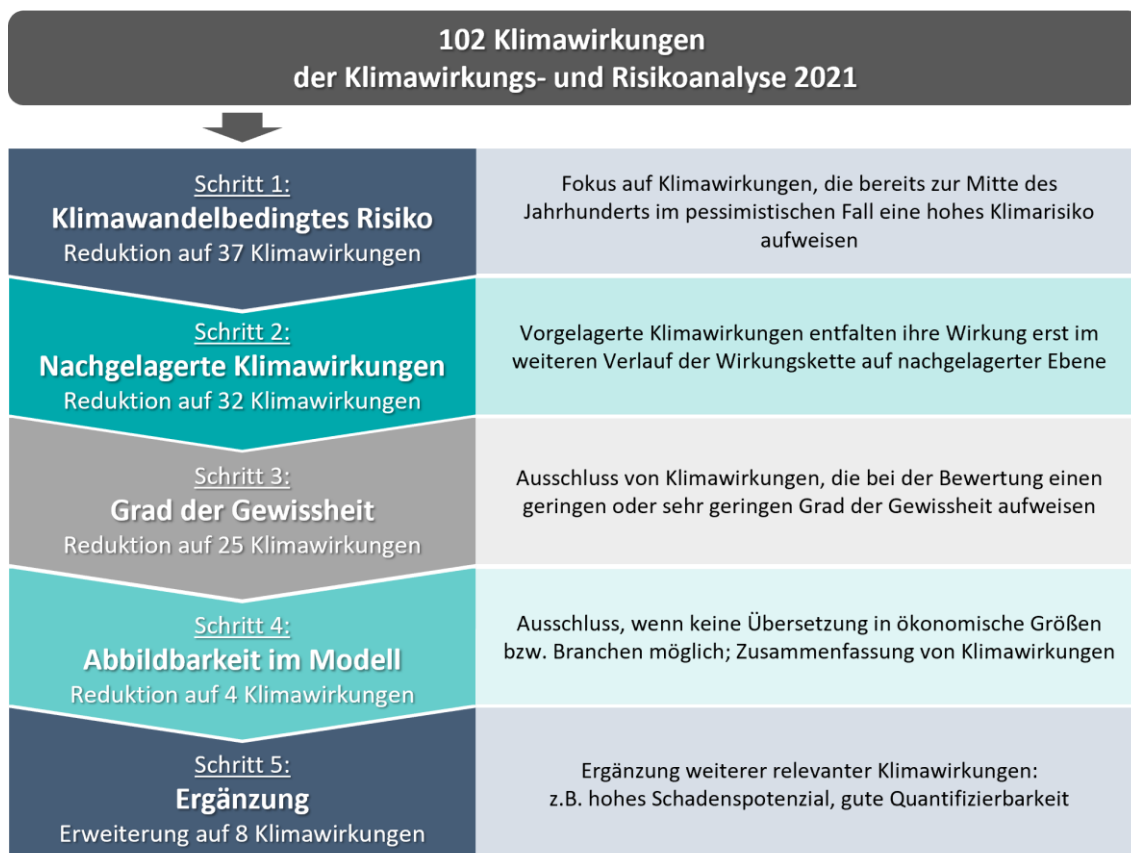 102 Klimawirkungen
der Klimawirkungs- und Risikoanalyse 2021
Schritt 1:
Klimawandelbedingtes Risiko
Reduktion auf 37 Klimawirkungen
Fokus auf Klimawirkungen, die bereits zur Mitte des
Jahrhunderts im pessimistischen Fall eine hohes Klimarisiko
aufweisen
Schritt 2:
Nachgelagerte Klimawirkungen
Reduktion auf 32 Klimawirkungen
Vorgelagerte Klimawirkungen entfalten ihre Wirkung erst im
weiteren Verlauf der Wirkungskette auf nachgelagerter Ebene
Schritt 3:
Grad der Gewissheit
Reduktion auf 25 Klimawirkungen
Ausschluss von Klimawirkungen, die bei der Bewertung einen
geringen oder sehr geringen Grad der Gewissheit aufweisen
Schritt 4:
Abbildbarkeit im Modell
Reduktion auf 4 Klimawirkungen
Ausschluss, wenn keine Übersetzung in ökonomische Größen
bzw. Branchen möglich; Zusammenfassung von Klimawirkungen
Schritt 5:
Ergänzung
Erweiterung auf 8 Klimawirkungen
Ergänzung weiterer relevanter Klimawirkungen:
z.B. hohes Schadenspotenzial, gute Quantifizierbarkeit